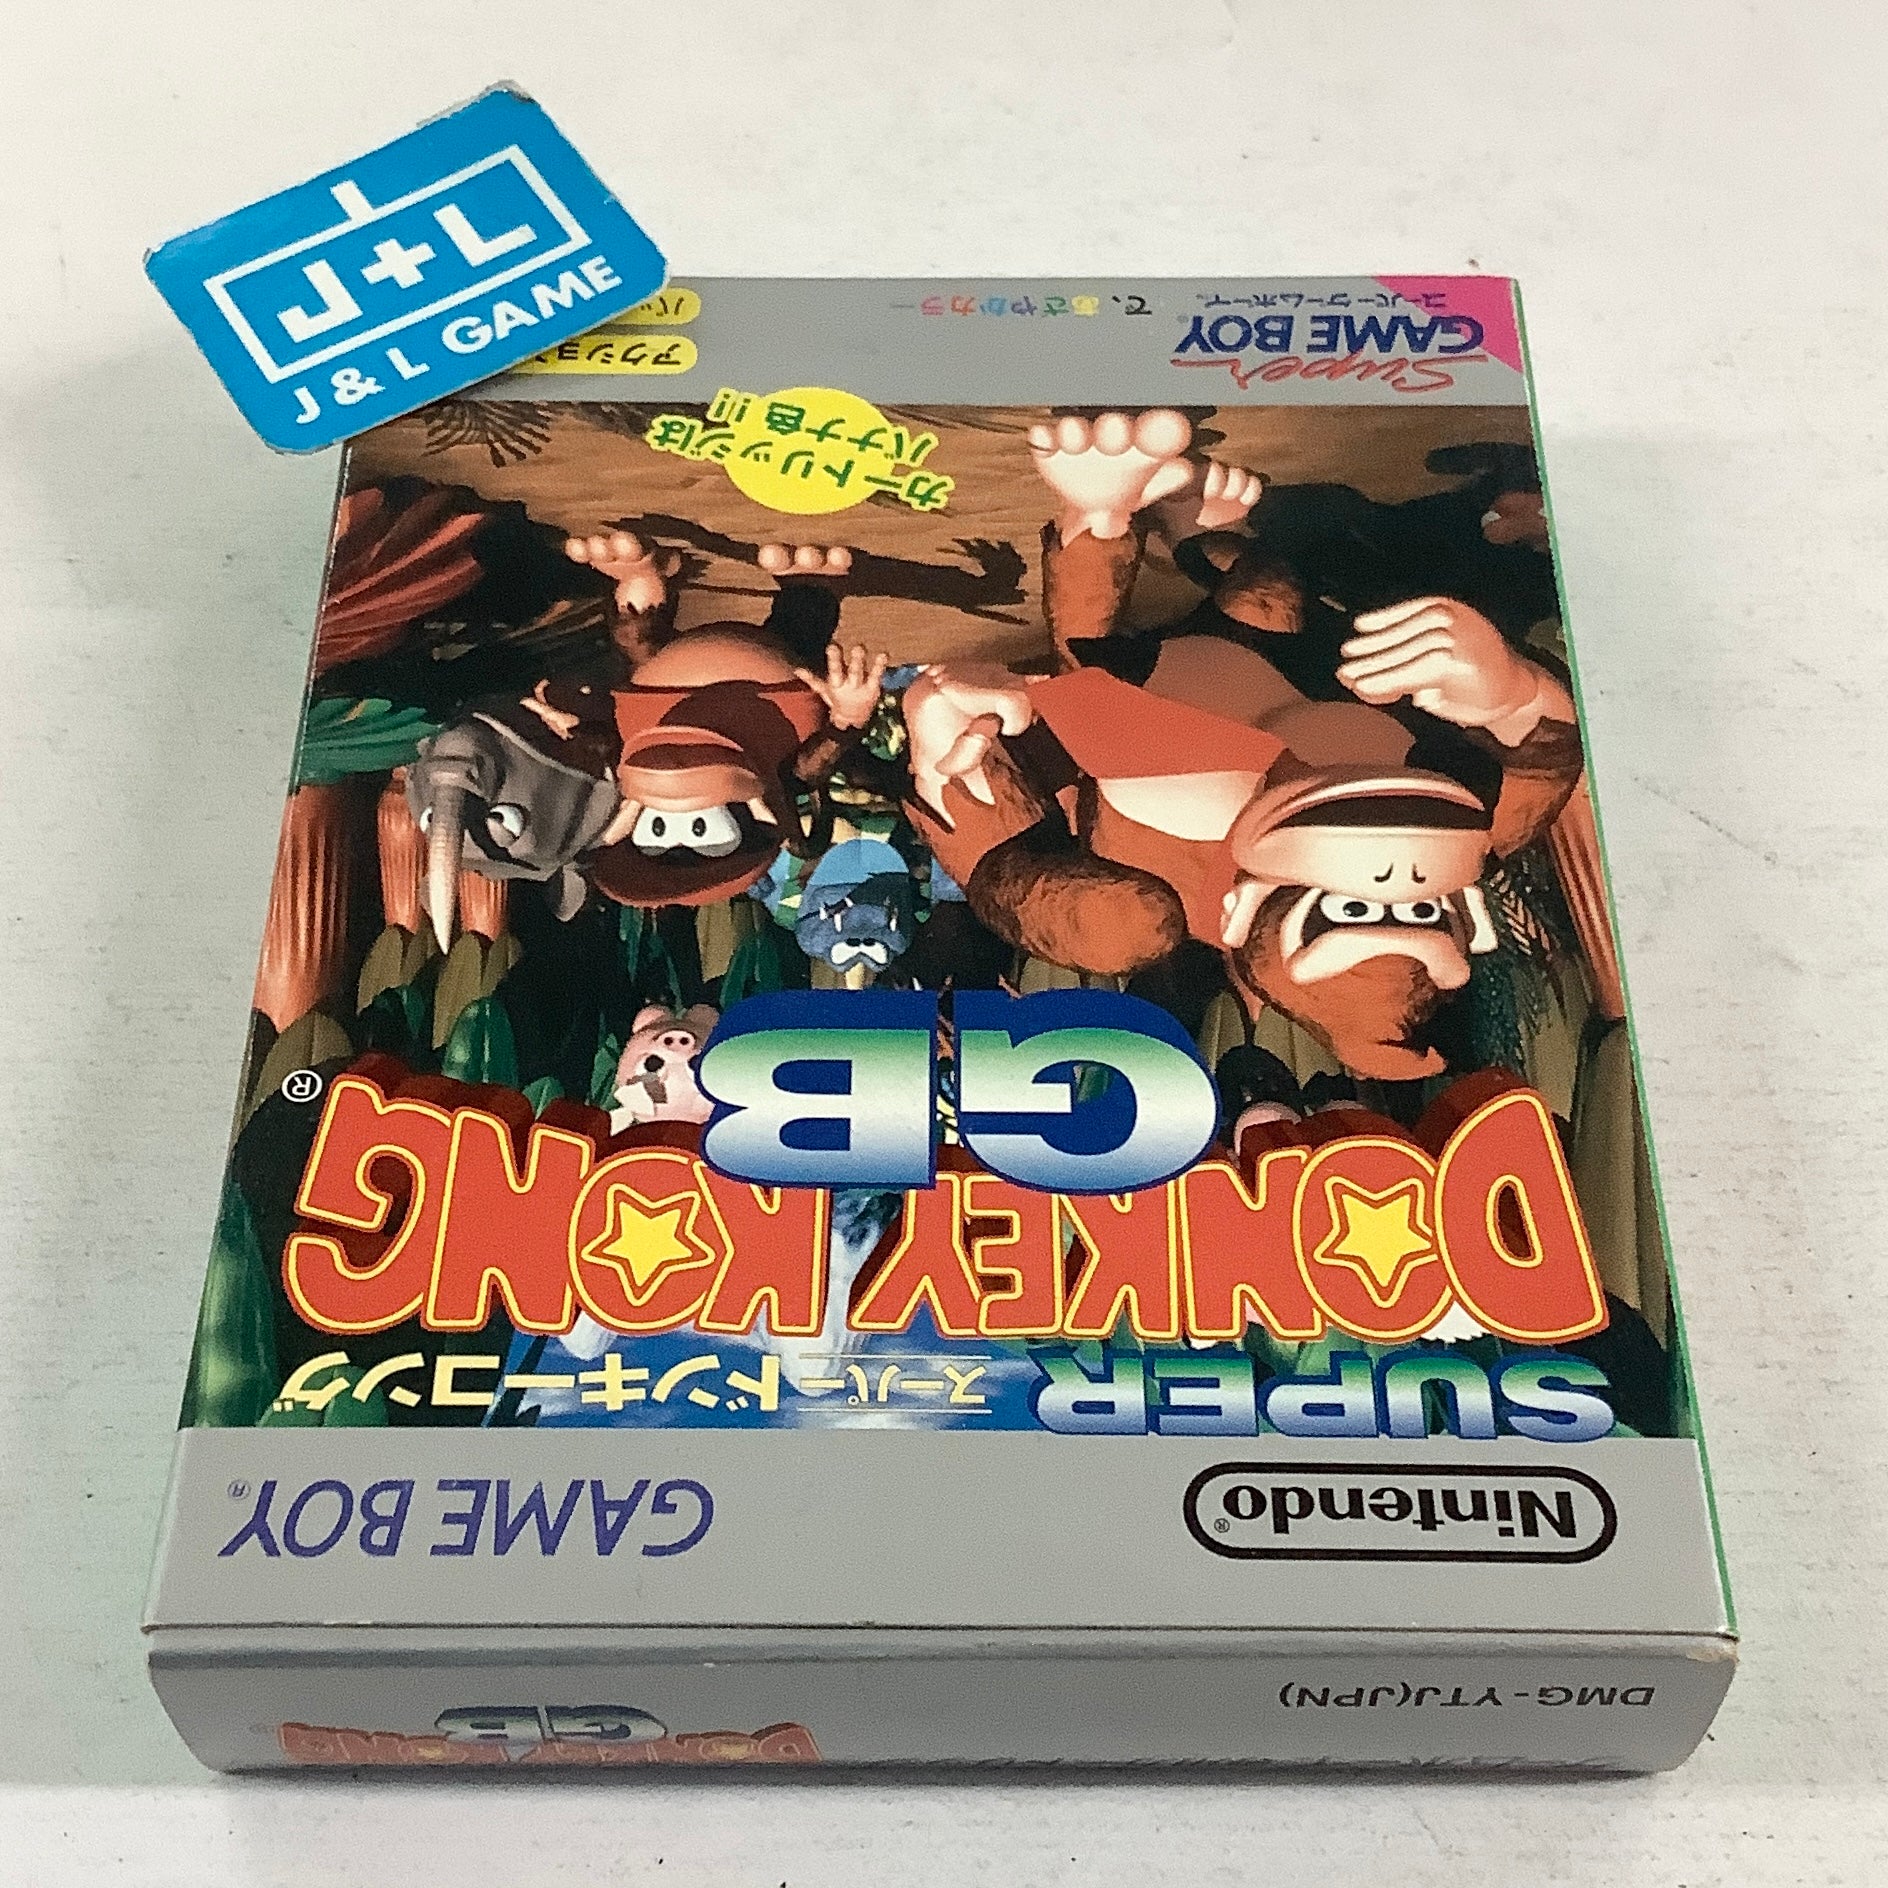 J+L
J & L GAME
DMG-YTJ(JPN)
DONKEY KONG
GB
Nintendo®
GAME BOY®
SUPER
スーパードンキーコング
DONKEY KONG®
GB
カートリッジは
バナナ色!!!
Super
GAME BOY.
スーパーゲームボーイ
で、あざやかカラー